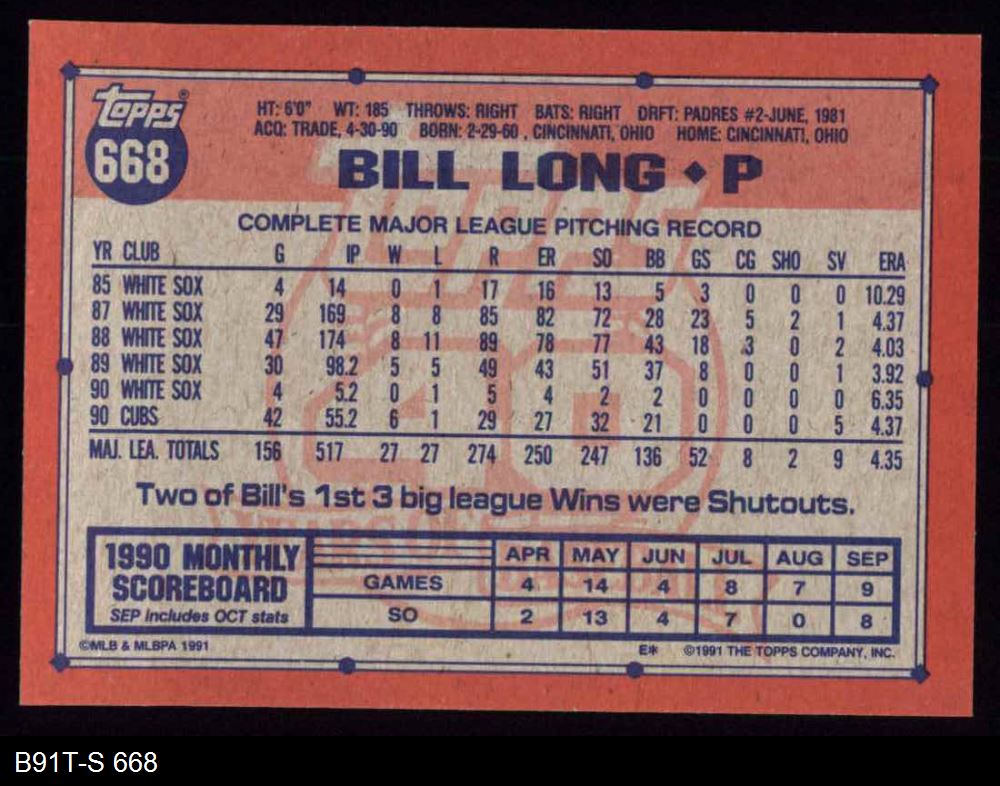 topps®
668
HT: 6'0" WT: 185 THROWS: RIGHT BATS: RIGHT DRFT: PADRES #2-JUNE, 1981
ACQ: TRADE, 4-30-90 BORN: 2-29-60 , CINCINNATI, OHIO HOME: CINCINNATI, OHIO
BILL LONG ◆ P
COMPLETE MAJOR LEAGUE PITCHING RECORD
YR CLUB G IP W L R ER SO BB GS CG SHO SV ERA
85 WHITE SOX 4 14 0 1 17 16 13 5 3 0 0 0 10.29
87 WHITE SOX 29 169 8 8 85 82 72 28 23 5 2 1 4.37
88 WHITE SOX 47 174 8 11 89 78 77 43 18 3 0 2 4.03
89 WHITE SOX 30 98.2 5 5 49 43 51 37 8 0 0 1 3.92
90 WHITE SOX 4 5.2 0 1 5 4 2 2 0 0 0 0 6.35
90 CUBS 42 55.2 6 1 29 27 32 21 0 0 0 5 4.37
MAJ. LEA. TOTALS 156 517 27 27 274 250 247 136 52 8 2 9 4.35
Two of Bill's 1st 3 big league Wins were Shutouts.
1990 MONTHLY
SCOREBOARD
SEP includes OCT stats
APR MAY JUN JUL AUG SEP
GAMES 4 14 4 8 7 9
SO 2 13 4 7 0 8
©MLB & MLBPA 1991
E* ©1991 THE TOPPS COMPANY, INC.
B91T-S 668